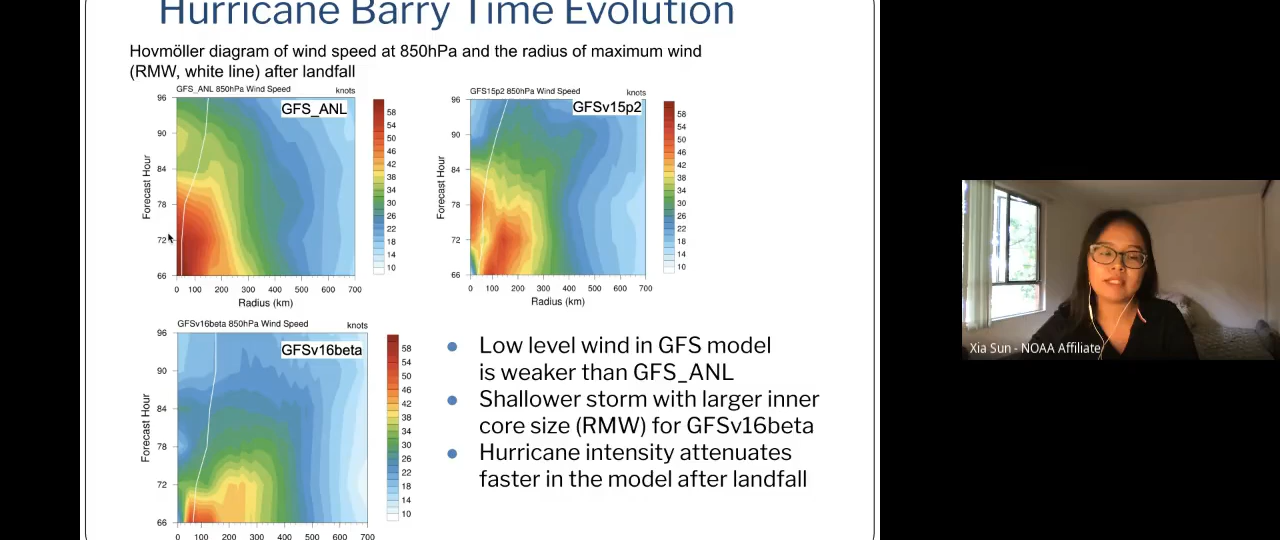 Hurricane Barry Time Evolution
Hovmöller diagram of wind speed at 850hPa and the radius of maximum wind
(RMW, white line) after landfall
GFS_ANL 850hPa Wind Speed knots
GFS_ANL
96
90
84
78
72
66
Forecast Hour
0 100 200 300 400 500 600 700
Radius (km)
58
54
50
46
42
38
34
30
26
22
18
14
10
GFS15p2 850hPa Wind Speed knots
GFSv15p2
96
90
84
78
72
66
Forecast Hour
0 100 200 300 400 500 600 700
Radius (km)
58
54
50
46
42
38
34
30
26
22
18
14
10
GFSv16beta 850hPa Wind Speed knots
GFSv16beta
96
90
84
78
72
66
Forecast Hour
0 100 200 300 400 500 600 700
58
54
50
46
42
38
34
30
26
22
18
14
10
● Low level wind in GFS model
is weaker than GFS_ANL
● Shallower storm with larger inner
core size (RMW) for GFSv16beta
● Hurricane intensity attenuates
faster in the model after landfall
Xia Sun - NOAA Affiliate